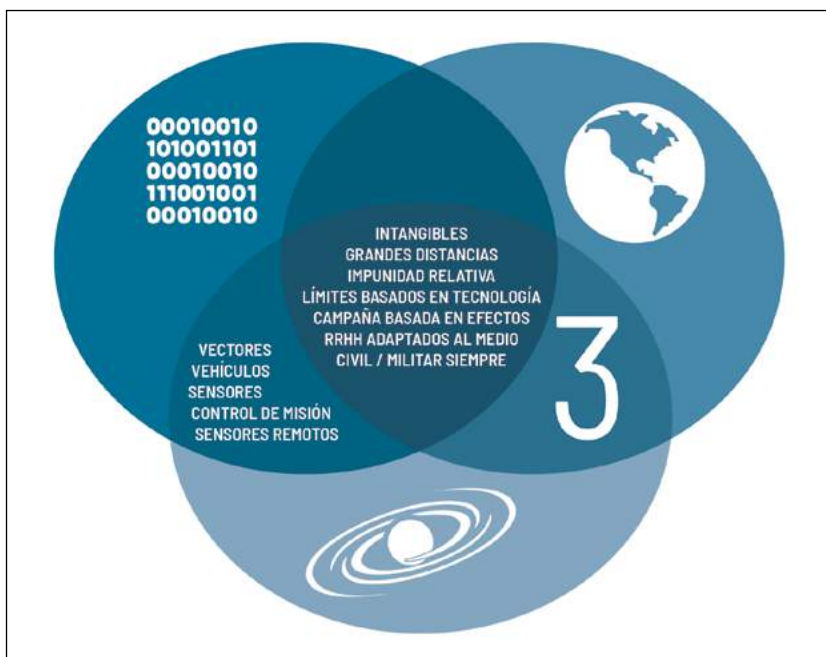 00010010
101001101
00010010
111001001
00010010
INTANGIBLES
GRANDES DISTANCIAS
IMPUNIDAD RELATIVA
LÍMITES BASADOS EN TECNOLOGÍA
CAMPAÑA BASADA EN EFECTOS
RRHH ADAPTADOS AL MEDIO
CIVIL / MILITAR SIEMPRE
VECTORES
VEHÍCULOS
SENSORES
CONTROL DE MISIÓN
SENSORES REMOTOS
3